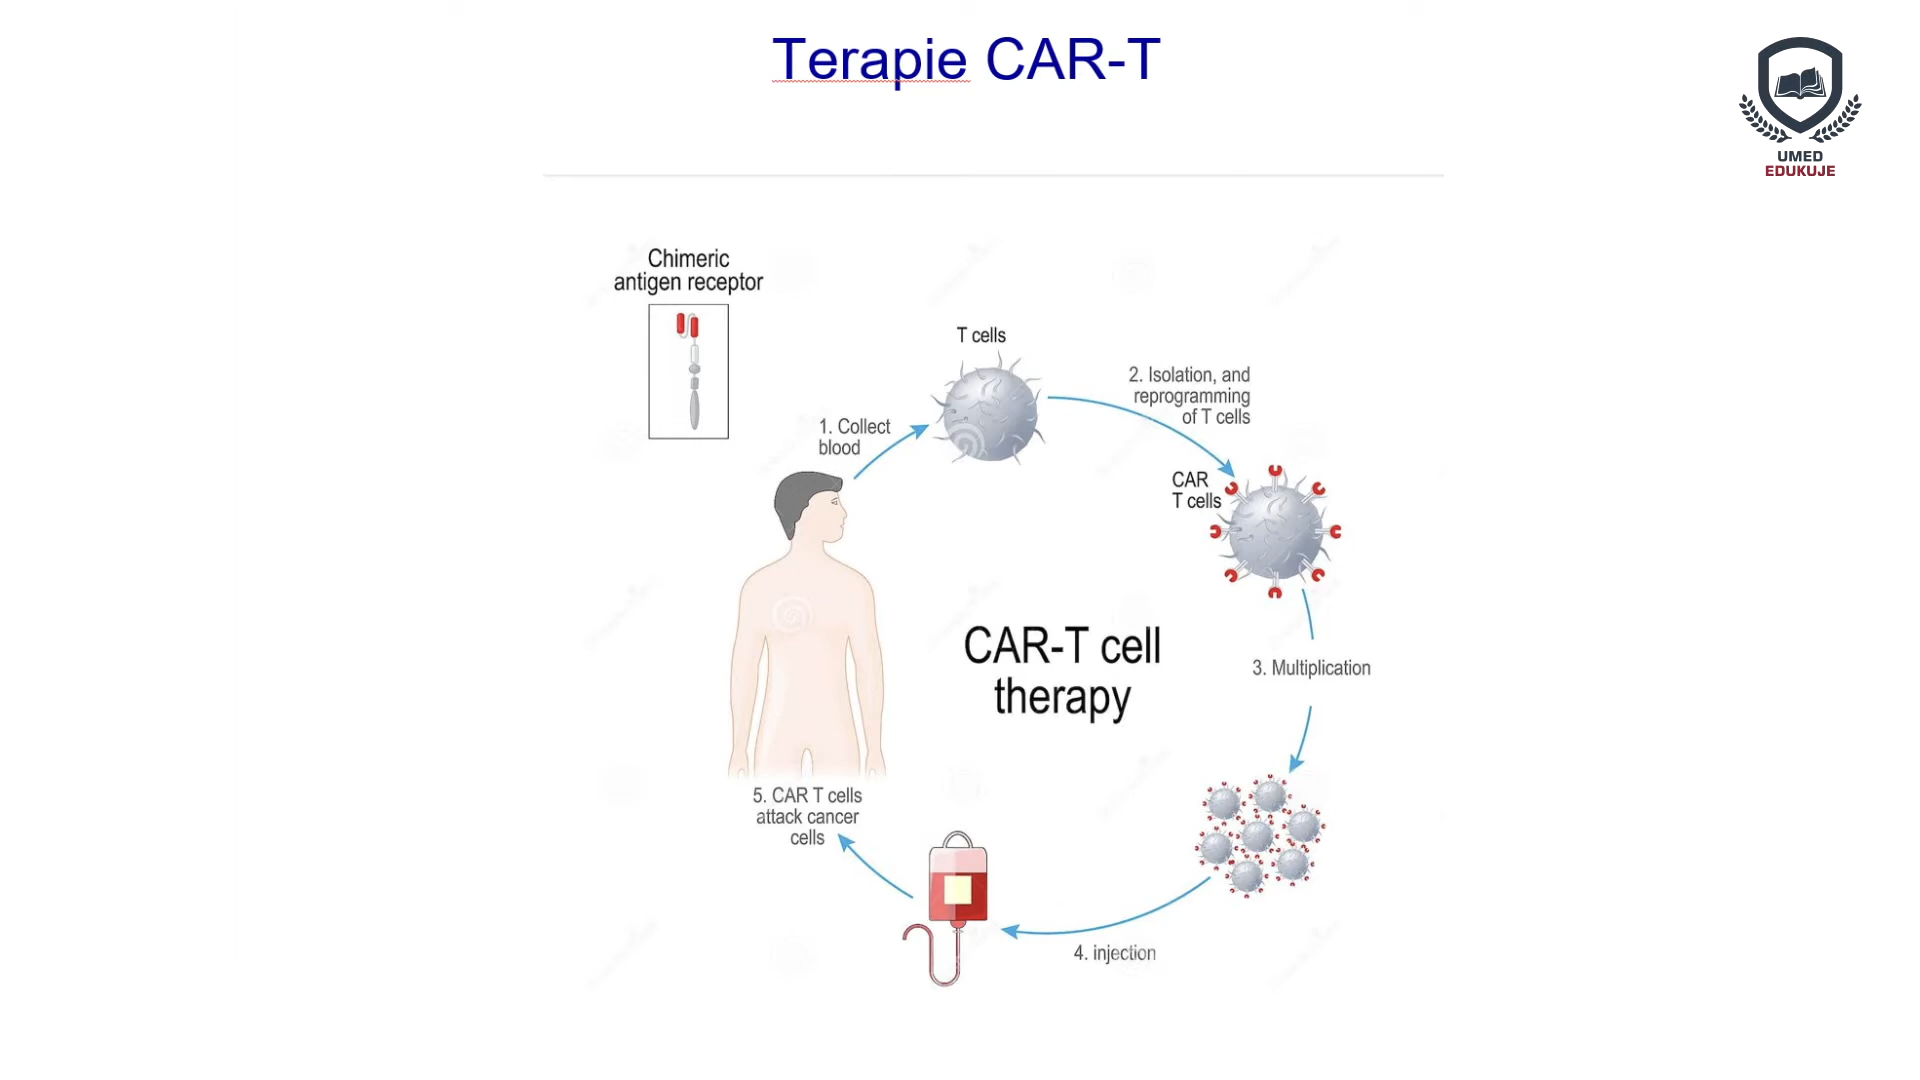 Terapie CAR-T
UMED
EDUKUJE
Chimeric
antigen receptor
T cells
1. Collect
blood
2. Isolation, and
reprogramming
of T cells
CAR
T cells
CAR-T cell
therapy
3. Multiplication
5. CAR T cells
attack cancer
cells
4. injection